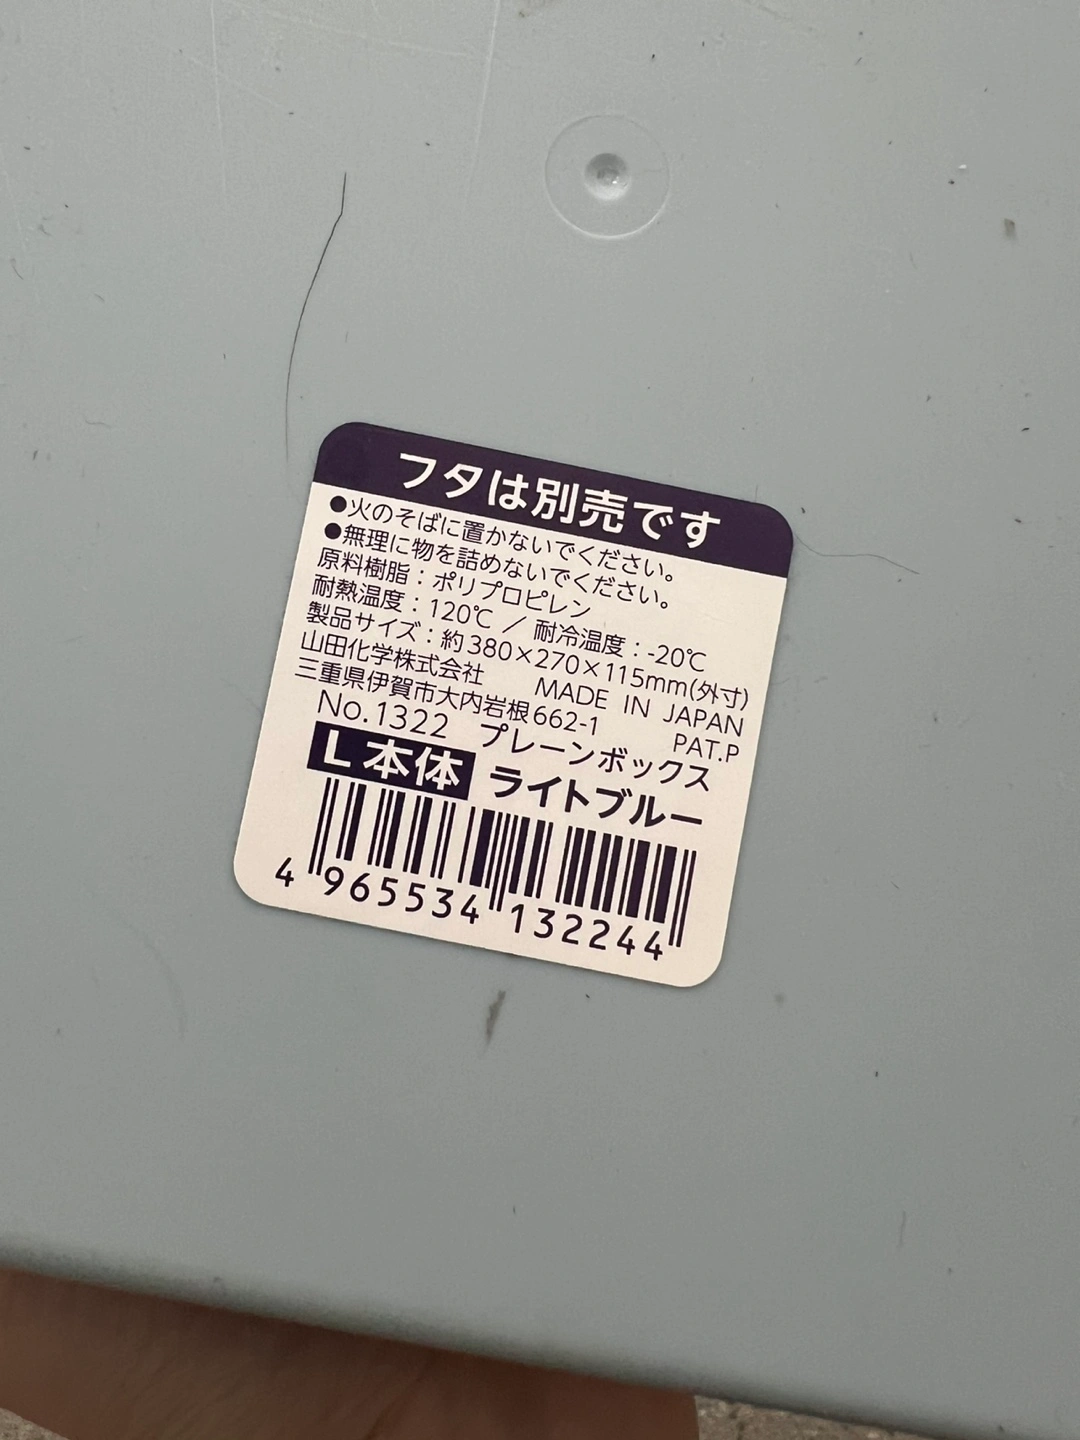 フタは別売です
●火のそばに置かないでください。
●無理に物を詰めないでください。
原料樹脂：ポリプロピレン
耐熱温度：120℃ ／ 耐冷温度：-20℃
製品サイズ：約380×270×115mm(外寸)
山田化学株式会社 MADE IN JAPAN
三重県伊賀市大内岩根662-1 PAT.P
No.1322 プレーンボックス
L 本体 ライトブルー
4 965534 132244